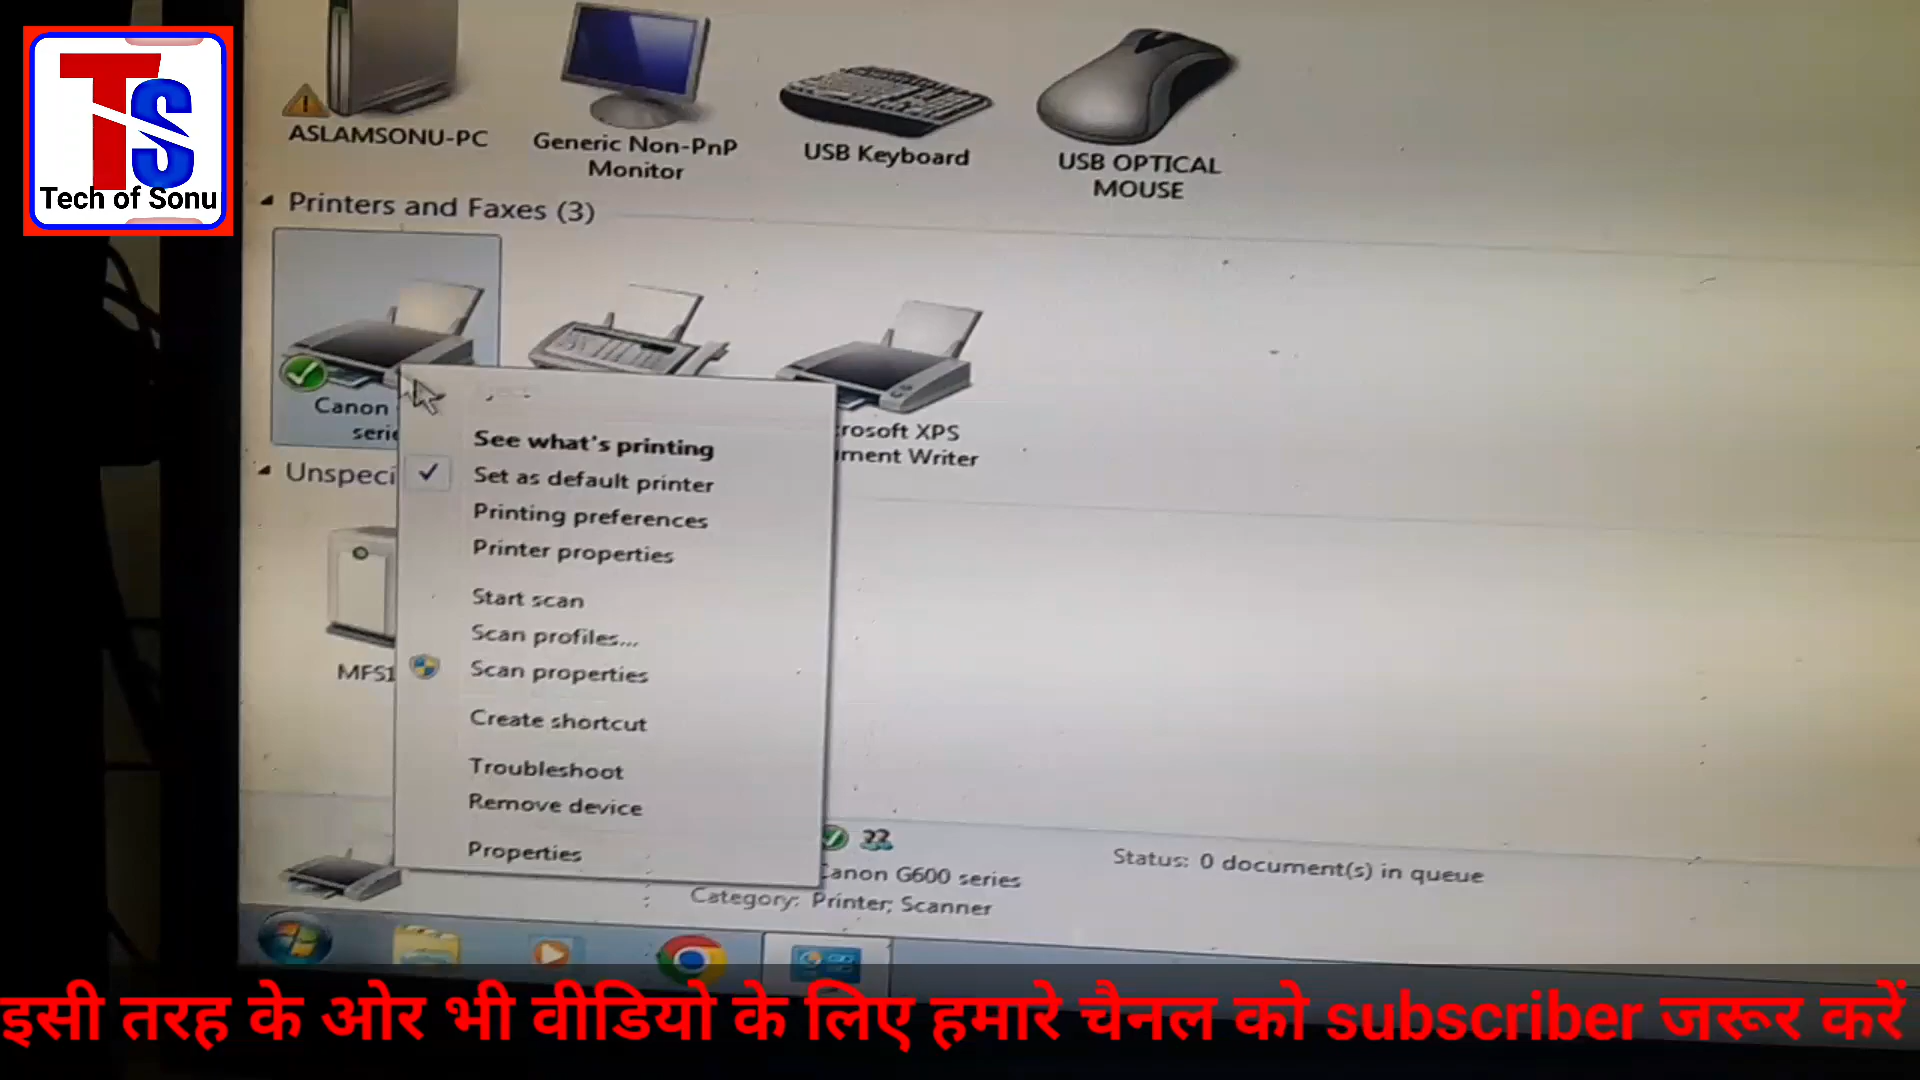 TS
Tech of Sonu
ASLAMSONU-PC
Generic Non-PnP
Monitor
USB Keyboard
USB OPTICAL
MOUSE
Printers and Faxes (3)
Canon
serie
rosoft XPS
ment Writer
Unspeci
MFS1
See what's printing
Set as default printer
Printing preferences
Printer properties
Start scan
Scan profiles...
Scan properties
Create shortcut
Troubleshoot
Remove device
Properties
Canon G600 series
Status: 0 document(s) in queue
Category: Printer; Scanner
इसी तरह के ओर भी वीडियो के लिए हमारे चैनल को subscriber जरूर करें